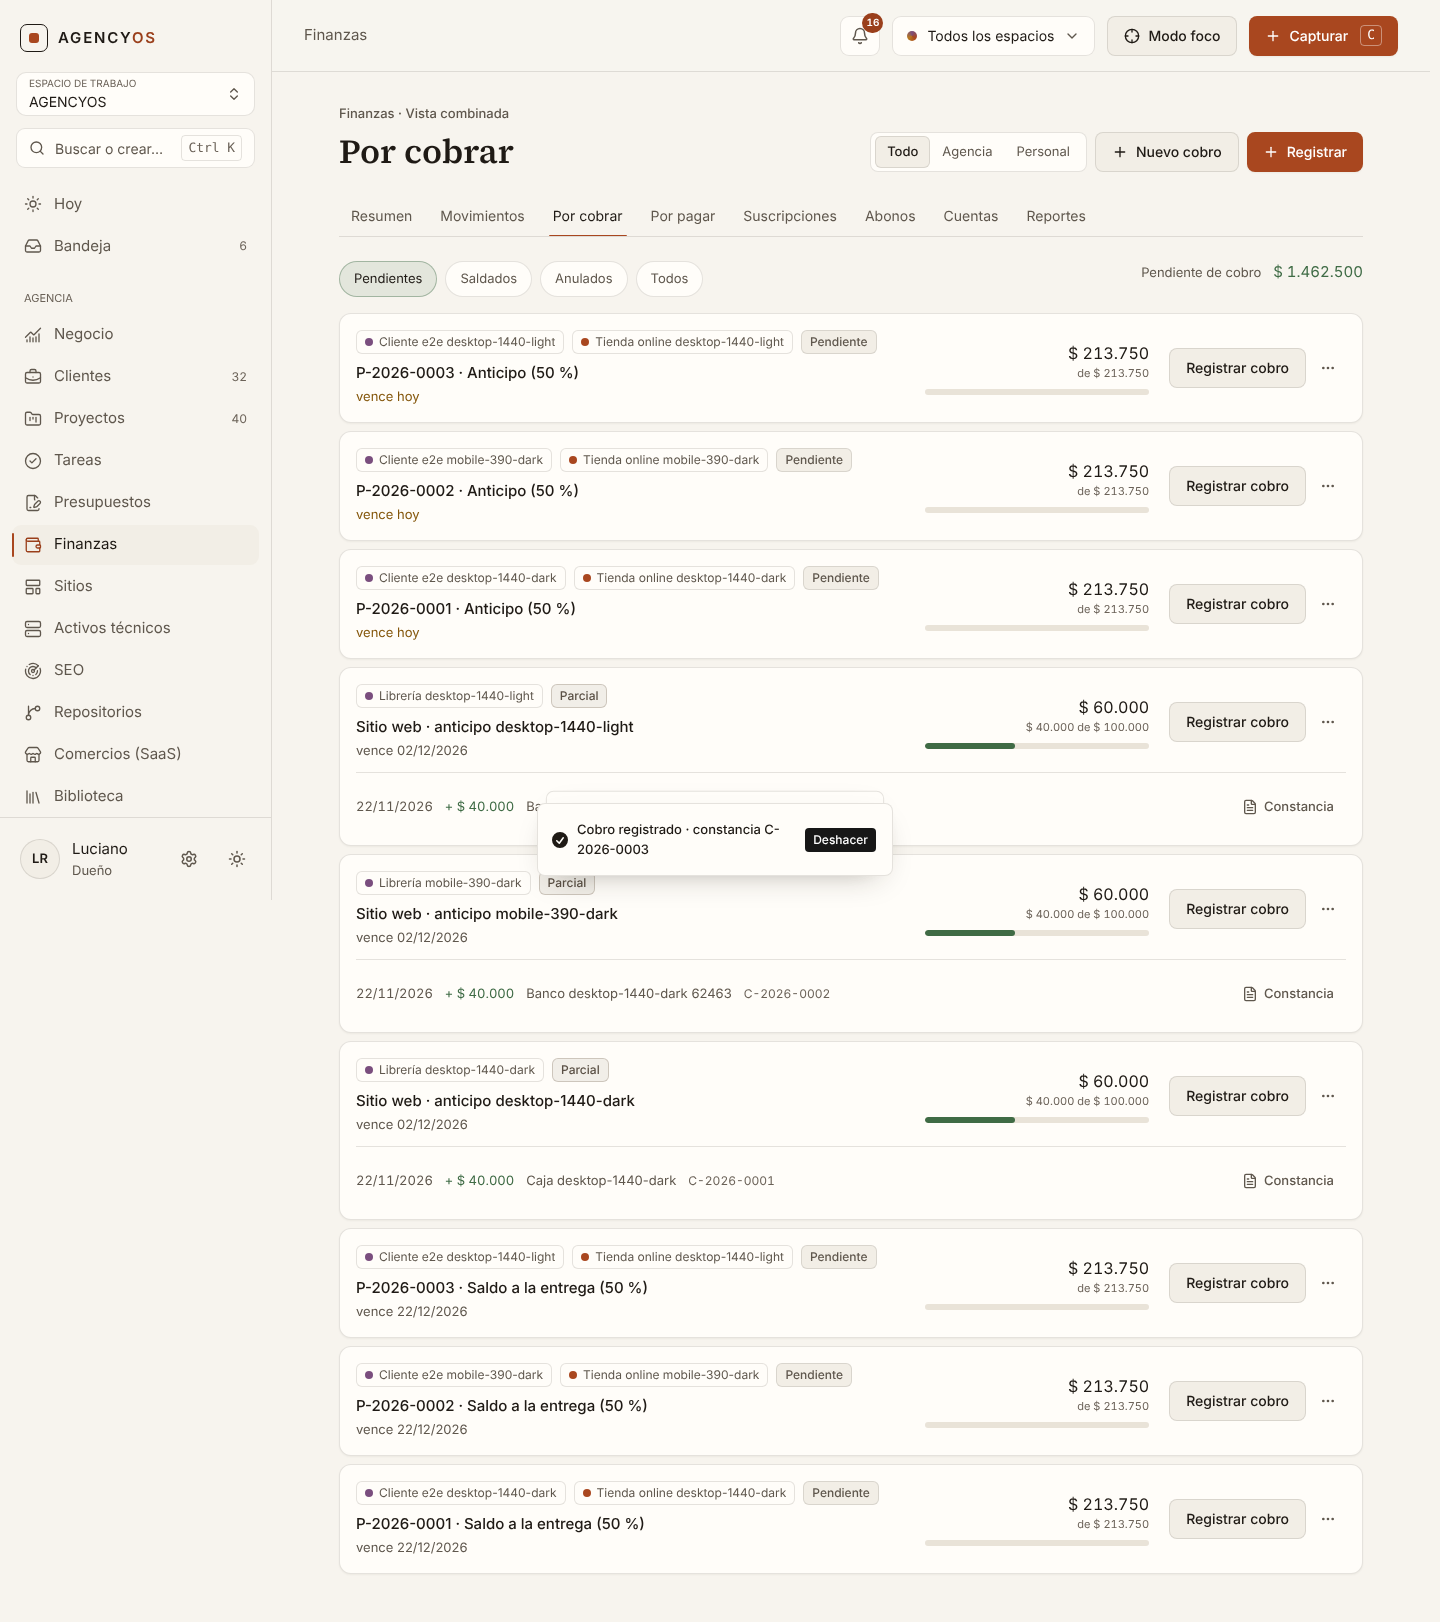 AGENCYOS
ESPACIO DE TRABAJO
AGENCYOS
Buscar o crear... Ctrl K
Hoy
Bandeja 6
AGENCIA
Negocio
Clientes 32
Proyectos 40
Tareas
Presupuestos
Finanzas
Sitios
Activos técnicos
SEO
Repositorios
Comercios (SaaS)
Biblioteca
LR Luciano
Dueño
Finanzas
16
Todos los espacios
Modo foco
Capturar C
Finanzas · Vista combinada
Por cobrar
Todo Agencia Personal
Nuevo cobro
Registrar
Resumen Movimientos Por cobrar Por pagar Suscripciones Abonos Cuentas Reportes
Pendientes Saldados Anulados Todos
Pendiente de cobro $ 1.462.500
Cliente e2e desktop-1440-light Tienda online desktop-1440-light Pendiente
P-2026-0003 · Anticipo (50 %)
vence hoy
$ 213.750
de $ 213.750
Registrar cobro
Cliente e2e mobile-390-dark Tienda online mobile-390-dark Pendiente
P-2026-0002 · Anticipo (50 %)
vence hoy
$ 213.750
de $ 213.750
Registrar cobro
Cliente e2e desktop-1440-dark Tienda online desktop-1440-dark Pendiente
P-2026-0001 · Anticipo (50 %)
vence hoy
$ 213.750
de $ 213.750
Registrar cobro
Librería desktop-1440-light Parcial
Sitio web · anticipo desktop-1440-light
vence 02/12/2026
$ 60.000
$ 40.000 de $ 100.000
Registrar cobro
22/11/2026 + $ 40.000 Ba
Constancia
Cobro registrado · constancia C-
2026-0003
Deshacer
Librería mobile-390-dark Parcial
Sitio web · anticipo mobile-390-dark
vence 02/12/2026
$ 60.000
$ 40.000 de $ 100.000
Registrar cobro
22/11/2026 + $ 40.000 Banco desktop-1440-dark 62463 C-2026-0002
Constancia
Librería desktop-1440-dark Parcial
Sitio web · anticipo desktop-1440-dark
vence 02/12/2026
$ 60.000
$ 40.000 de $ 100.000
Registrar cobro
22/11/2026 + $ 40.000 Caja desktop-1440-dark C-2026-0001
Constancia
Cliente e2e desktop-1440-light Tienda online desktop-1440-light Pendiente
P-2026-0003 · Saldo a la entrega (50 %)
vence 22/12/2026
$ 213.750
de $ 213.750
Registrar cobro
Cliente e2e mobile-390-dark Tienda online mobile-390-dark Pendiente
P-2026-0002 · Saldo a la entrega (50 %)
vence 22/12/2026
$ 213.750
de $ 213.750
Registrar cobro
Cliente e2e desktop-1440-dark Tienda online desktop-1440-dark Pendiente
P-2026-0001 · Saldo a la entrega (50 %)
vence 22/12/2026
$ 213.750
de $ 213.750
Registrar cobro